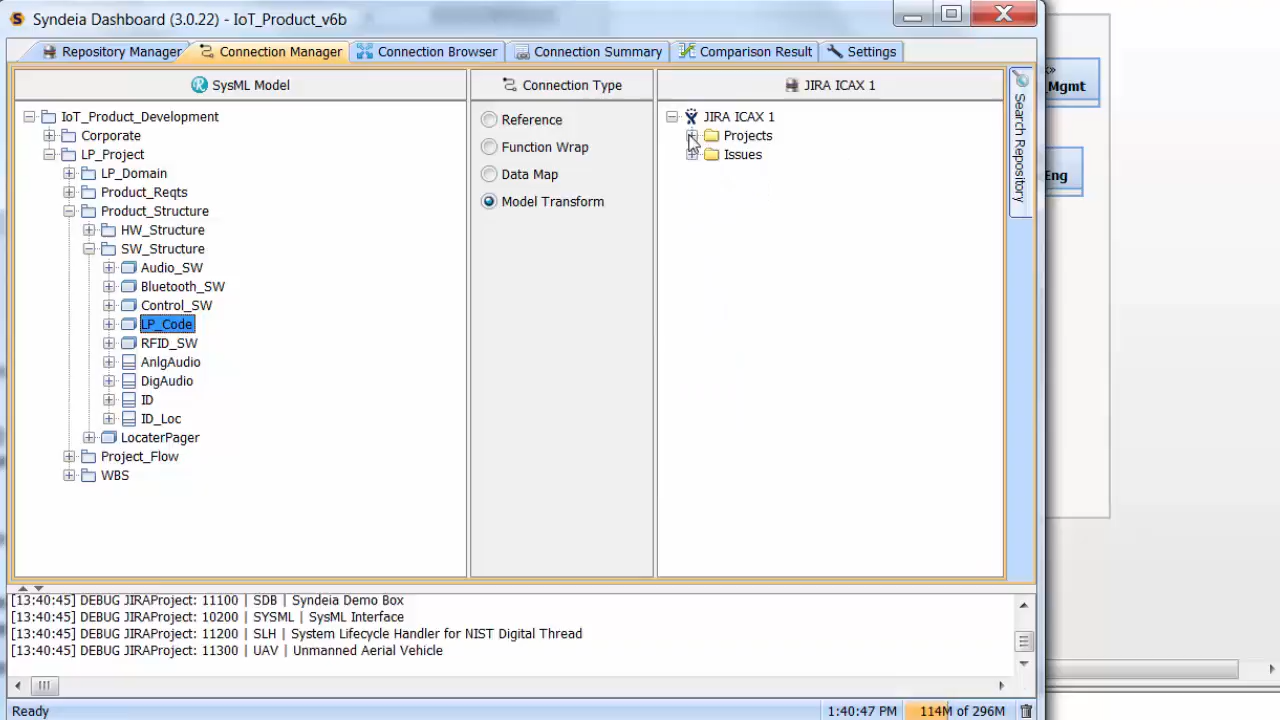 Syndeia Dashboard (3.0.22) - IoT_Product_v6b
Repository Manager
Connection Manager
Connection Browser
Connection Summary
Comparison Result
Settings
SysML Model
Connection Type
JIRA ICAX 1
IoT_Product_Development
Corporate
LP_Project
LP_Domain
Product_Reqts
Product_Structure
HW_Structure
SW_Structure
Audio_SW
Bluetooth_SW
Control_SW
LP_Code
RFID_SW
AnlgAudio
DigAudio
ID
ID_Loc
LocaterPager
Project_Flow
WBS
Reference
Function Wrap
Data Map
Model Transform
JIRA ICAX 1
Projects
Issues
Search Repository
»
_Mgmt
Eng
[13:40:45] DEBUG JIRAProject: 11100 | SDB | Syndeia Demo Box
[13:40:45] DEBUG JIRAProject: 10200 | SYSML | SysML Interface
[13:40:45] DEBUG JIRAProject: 11200 | SLH | System Lifecycle Handler for NIST Digital Thread
[13:40:45] DEBUG JIRAProject: 11300 | UAV | Unmanned Aerial Vehicle
Ready
1:40:47 PM
114M of 296M